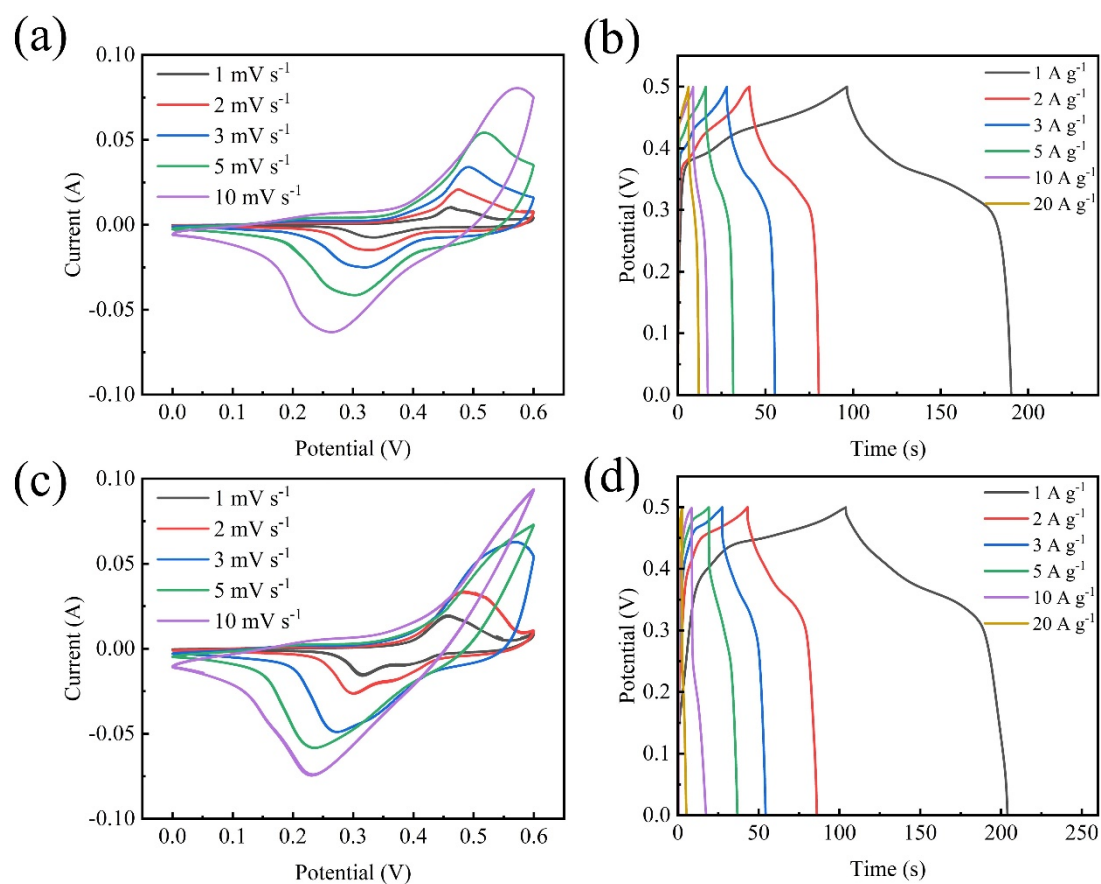 (a)
0.10
0.05
0.00
-0.05
-0.10
Current (A)
1 mV s⁻¹
2 mV s⁻¹
3 mV s⁻¹
5 mV s⁻¹
10 mV s⁻¹
0.0 0.1 0.2 0.3 0.4 0.5 0.6
Potential (V)
(b)
0.5
0.4
0.3
0.2
0.1
0.0
Potential (V)
1 A g⁻¹
2 A g⁻¹
3 A g⁻¹
5 A g⁻¹
10 A g⁻¹
20 A g⁻¹
0 50 100 150 200
Time (s)
(c)
0.10
0.05
0.00
-0.05
-0.10
Current (A)
1 mV s⁻¹
2 mV s⁻¹
3 mV s⁻¹
5 mV s⁻¹
10 mV s⁻¹
0.0 0.1 0.2 0.3 0.4 0.5 0.6
Potential (V)
(d)
0.5
0.4
0.3
0.2
0.1
0.0
Potential (V)
1 A g⁻¹
2 A g⁻¹
3 A g⁻¹
5 A g⁻¹
10 A g⁻¹
20 A g⁻¹
0 50 100 150 200 250
Time (s)